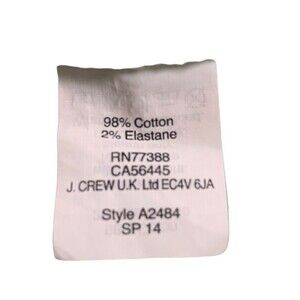 98% Cotton
2% Elastane
RN77388
CA56445
J. CREW U.K. Ltd EC4V 6JA
Style A2484
SP 14